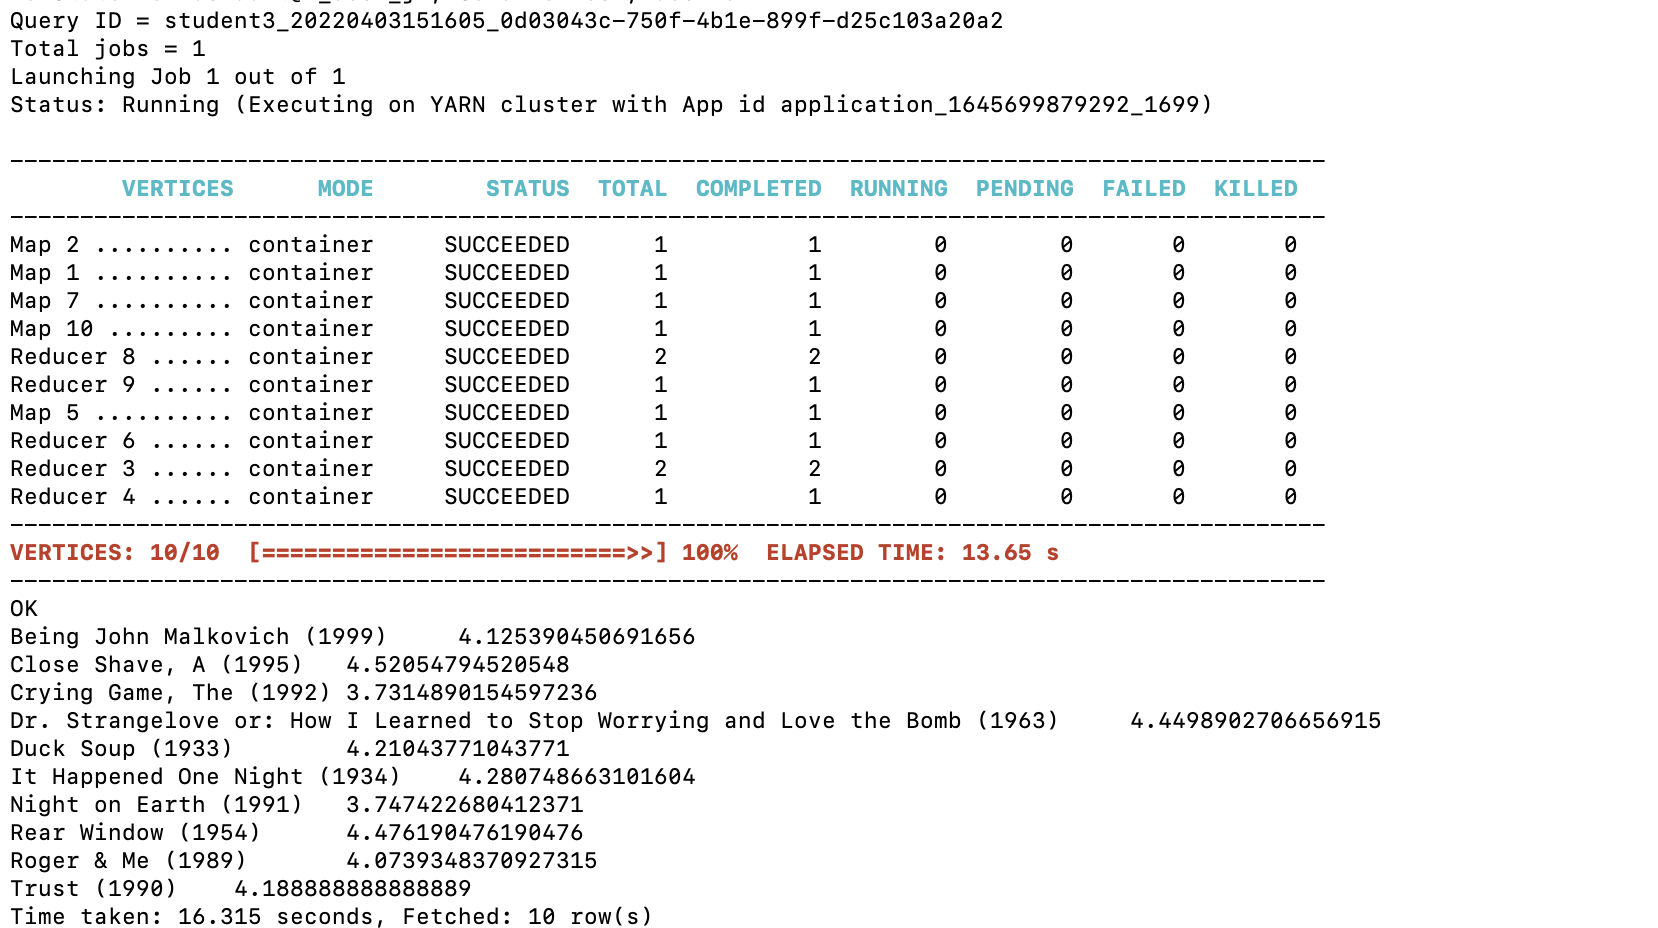 Query ID = student3_20220403151605_0d03043c-750f-4b1e-899f-d25c103a20a2
Total jobs = 1
Launching Job 1 out of 1
Status: Running (Executing on YARN cluster with App id application_1645699879292_1699)
----------------------------------------------------------------------------------------------
        VERTICES      MODE        STATUS  TOTAL  COMPLETED  RUNNING  PENDING  FAILED  KILLED
----------------------------------------------------------------------------------------------
Map 2 .......... container     SUCCEEDED      1          1        0        0       0       0
Map 1 .......... container     SUCCEEDED      1          1        0        0       0       0
Map 7 .......... container     SUCCEEDED      1          1        0        0       0       0
Map 10 ......... container     SUCCEEDED      1          1        0        0       0       0
Reducer 8 ...... container     SUCCEEDED      2          2        0        0       0       0
Reducer 9 ...... container     SUCCEEDED      1          1        0        0       0       0
Map 5 .......... container     SUCCEEDED      1          1        0        0       0       0
Reducer 6 ...... container     SUCCEEDED      1          1        0        0       0       0
Reducer 3 ...... container     SUCCEEDED      2          2        0        0       0       0
Reducer 4 ...... container     SUCCEEDED      1          1        0        0       0       0
----------------------------------------------------------------------------------------------
VERTICES: 10/10  [==========================>>] 100%  ELAPSED TIME: 13.65 s
----------------------------------------------------------------------------------------------
OK
Being John Malkovich (1999)     4.125390450691656
Close Shave, A (1995)   4.52054794520548
Crying Game, The (1992) 3.7314890154597236
Dr. Strangelove or: How I Learned to Stop Worrying and Love the Bomb (1963)     4.4498902706656915
Duck Soup (1933)        4.21043771043771
It Happened One Night (1934)    4.280748663101604
Night on Earth (1991)   3.747422680412371
Rear Window (1954)      4.476190476190476
Roger & Me (1989)       4.0739348370927315
Trust (1990)    4.188888888888889
Time taken: 16.315 seconds, Fetched: 10 row(s)